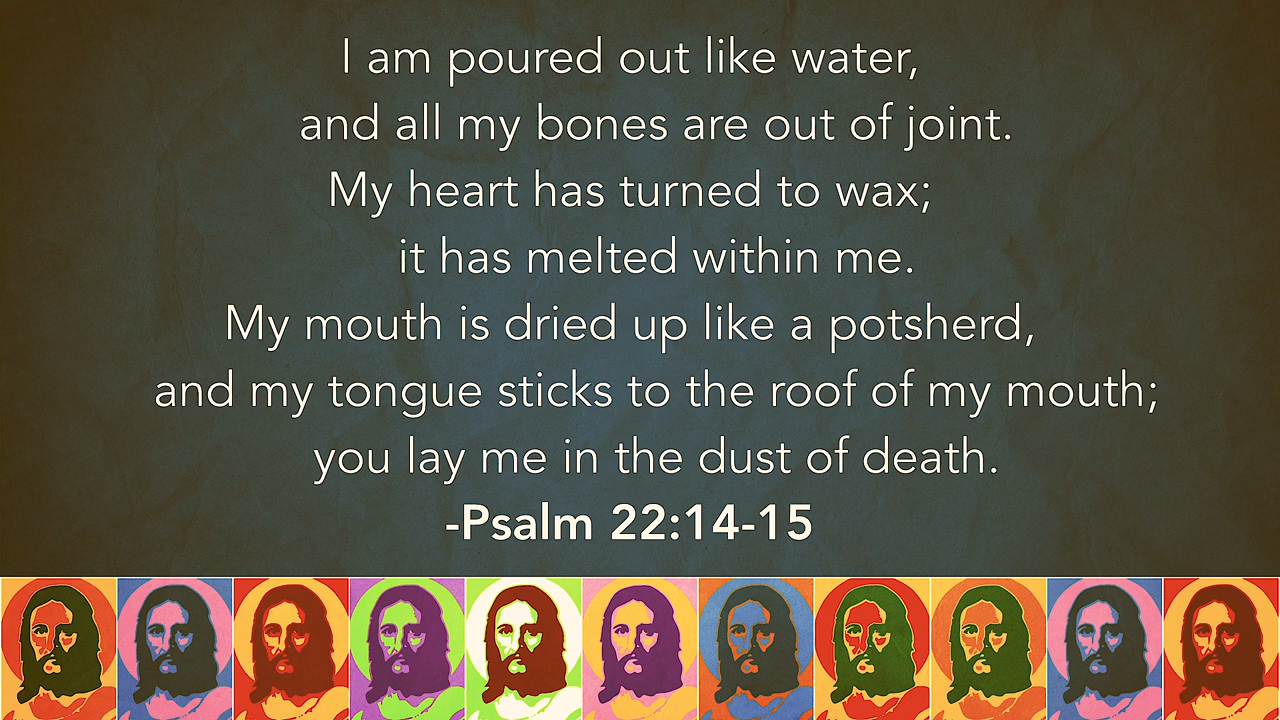 I am poured out like water,
and all my bones are out of joint.
My heart has turned to wax;
it has melted within me.
My mouth is dried up like a potsherd,
and my tongue sticks to the roof of my mouth;
you lay me in the dust of death.
-Psalm 22:14-15